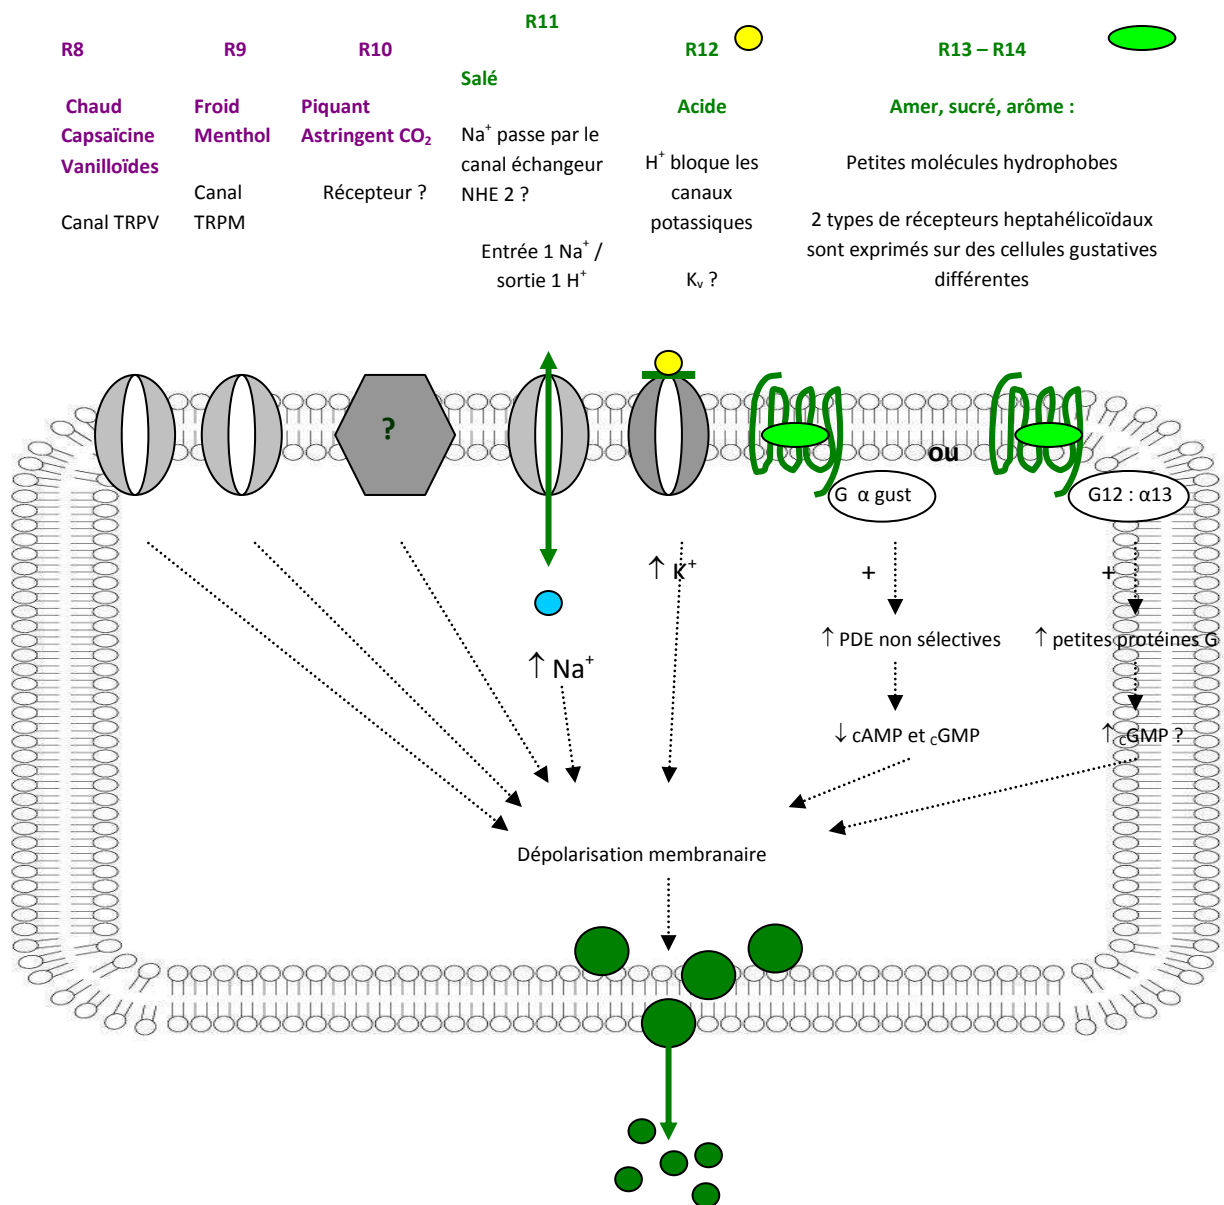 R11
R8
R9
R10
R12
R13 – R14
Salé
Chaud
Capsaïcine
Vanilloïdes
Canal TRPV
Froid
Menthol
Canal
TRPM
Piquant
Astringent CO₂
Récepteur ?
Na⁺ passe par le
canal échangeur
NHE 2 ?
Entrée 1 Na⁺ /
sortie 1 H⁺
Acide
H⁺ bloque les
canaux
potassiques
Kᵥ ?
Amer, sucré, arôme :
Petites molécules hydrophobes
2 types de récepteurs heptahélicoïdaux
sont exprimés sur des cellules gustatives
différentes
?
ou
G α gust
G12 : α13
↑ K⁺
+
+
↑ Na⁺
↑ PDE non sélectives
↑ petites protéines G
↓ cAMP et cGMP
↑ cGMP ?
Dépolarisation membranaire